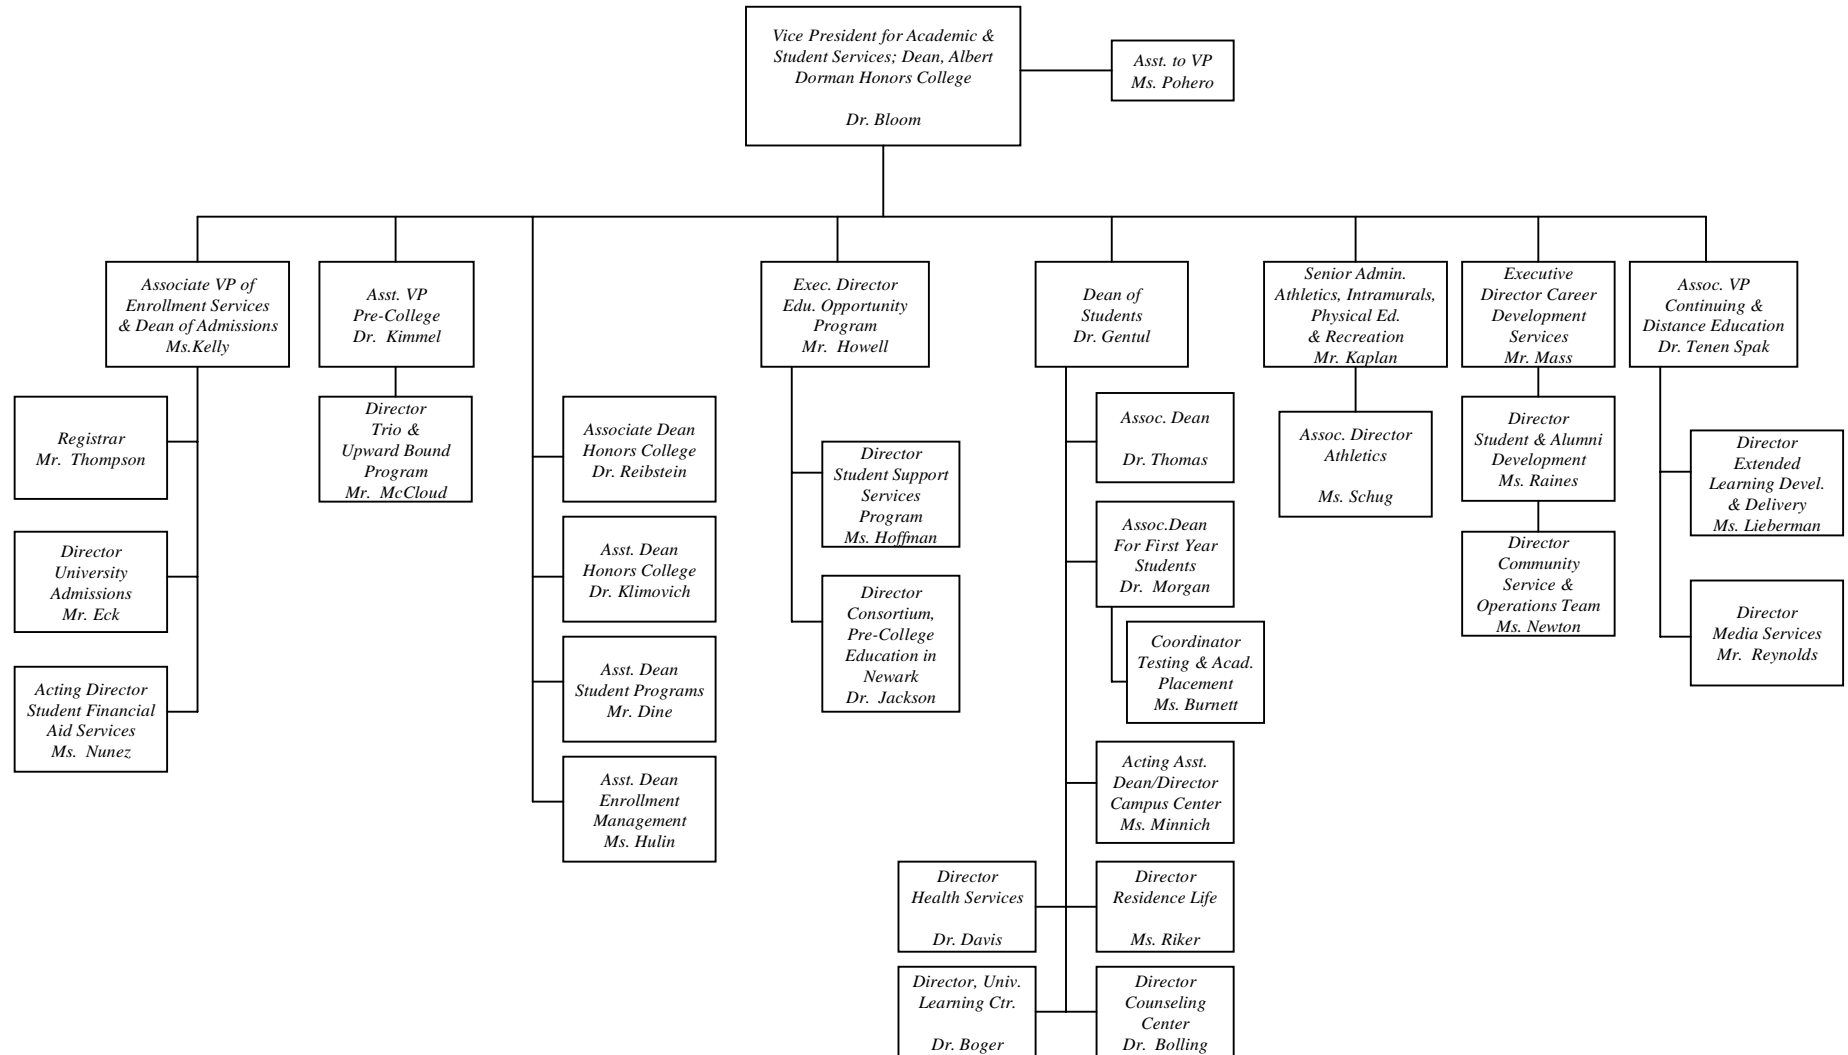 Vice President for Academic &
Student Services; Dean, Albert
Dorman Honors College
Dr. Bloom
Asst. to VP
Ms. Pohero
Associate VP of
Enrollment Services
& Dean of Admissions
Ms.Kelly
Registrar
Mr. Thompson
Director
University
Admissions
Mr. Eck
Acting Director
Student Financial
Aid Services
Ms. Nunez
Asst. VP
Pre-College
Dr. Kimmel
Director
Trio &
Upward Bound
Program
Mr. McCloud
Associate Dean
Honors College
Dr. Reibstein
Asst. Dean
Honors College
Dr. Klimovich
Asst. Dean
Student Programs
Mr. Dine
Asst. Dean
Enrollment
Management
Ms. Hulin
Exec. Director
Edu. Opportunity
Program
Mr. Howell
Director
Student Support
Services
Program
Ms. Hoffman
Director
Consortium,
Pre-College
Education in
Newark
Dr. Jackson
Dean of
Students
Dr. Gentul
Assoc. Dean
Dr. Thomas
Assoc.Dean
For First Year
Students
Dr. Morgan
Coordinator
Testing & Acad.
Placement
Ms. Burnett
Acting Asst.
Dean/Director
Campus Center
Ms. Minnich
Director
Health Services
Dr. Davis
Director
Residence Life
Ms. Riker
Director, Univ.
Learning Ctr.
Dr. Boger
Director
Counseling
Center
Dr. Bolling
Senior Admin.
Athletics, Intramurals,
Physical Ed.
& Recreation
Mr. Kaplan
Assoc. Director
Athletics
Ms. Schug
Executive
Director Career
Development
Services
Mr. Mass
Director
Student & Alumni
Development
Ms. Raines
Director
Community
Service &
Operations Team
Ms. Newton
Assoc. VP
Continuing &
Distance Education
Dr. Tenen Spak
Director
Extended
Learning Devel.
& Delivery
Ms. Lieberman
Director
Media Services
Mr. Reynolds